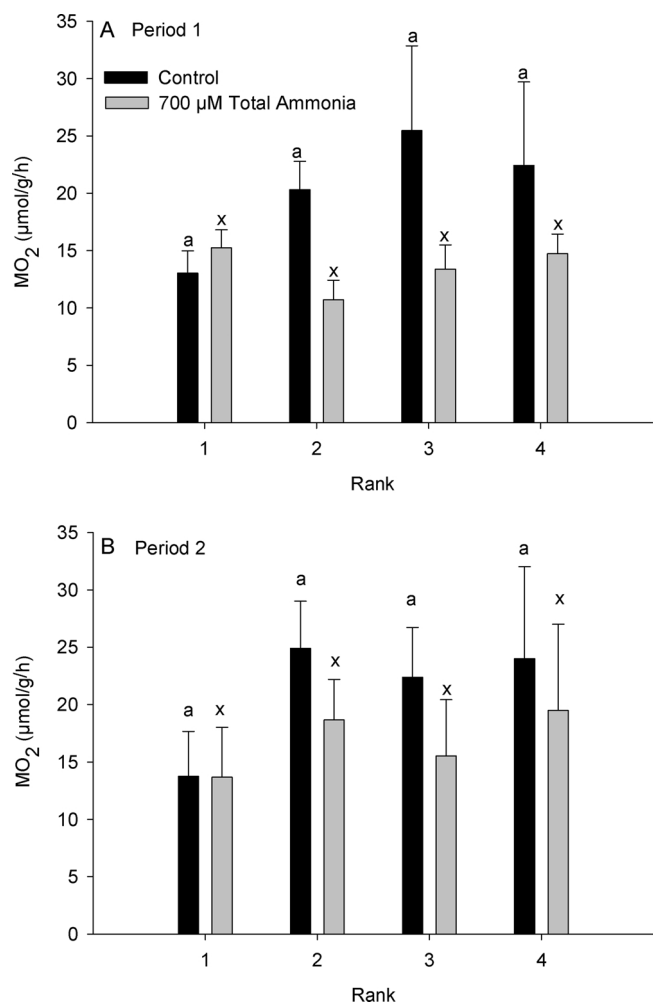 A Period 1
Control
700 µM Total Ammonia
MO2 (µmol/g/h)
35
30
25
20
15
10
5
0
a
x
a
x
a
x
a
x
1 2 3 4
Rank
B Period 2
MO2 (µmol/g/h)
35
30
25
20
15
10
5
0
a
x
a
x
a
x
a
x
1 2 3 4
Rank